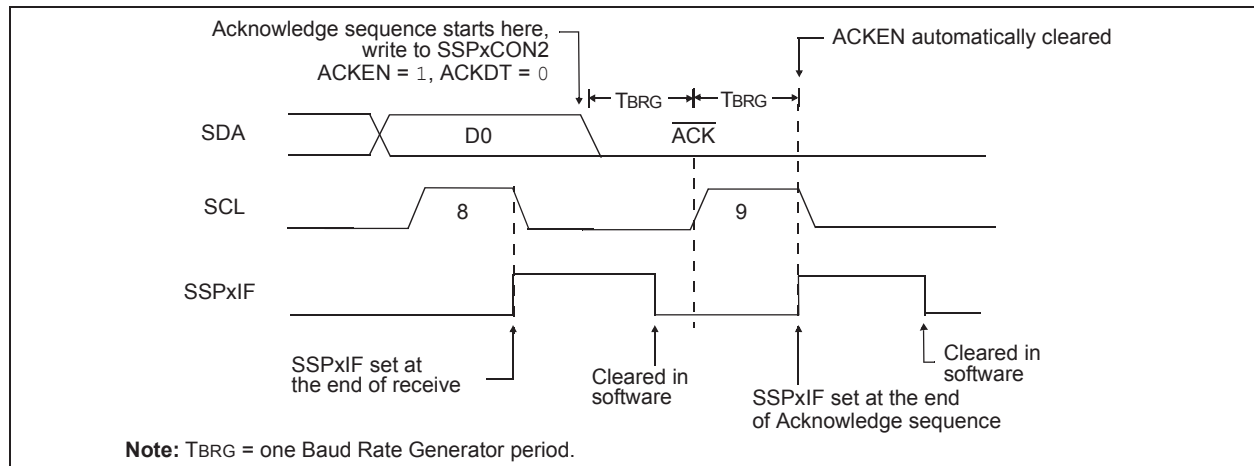 Acknowledge sequence starts here,
write to SSPxCON2
ACKEN = 1, ACKDT = 0
ACKEN automatically cleared
TBRG
TBRG
SDA
D0
ACK
SCL
8
9
SSPxIF
SSPxIF set at
the end of receive
Cleared in
software
SSPxIF set at the end
of Acknowledge sequence
Cleared in
software
Note: TBRG = one Baud Rate Generator period.